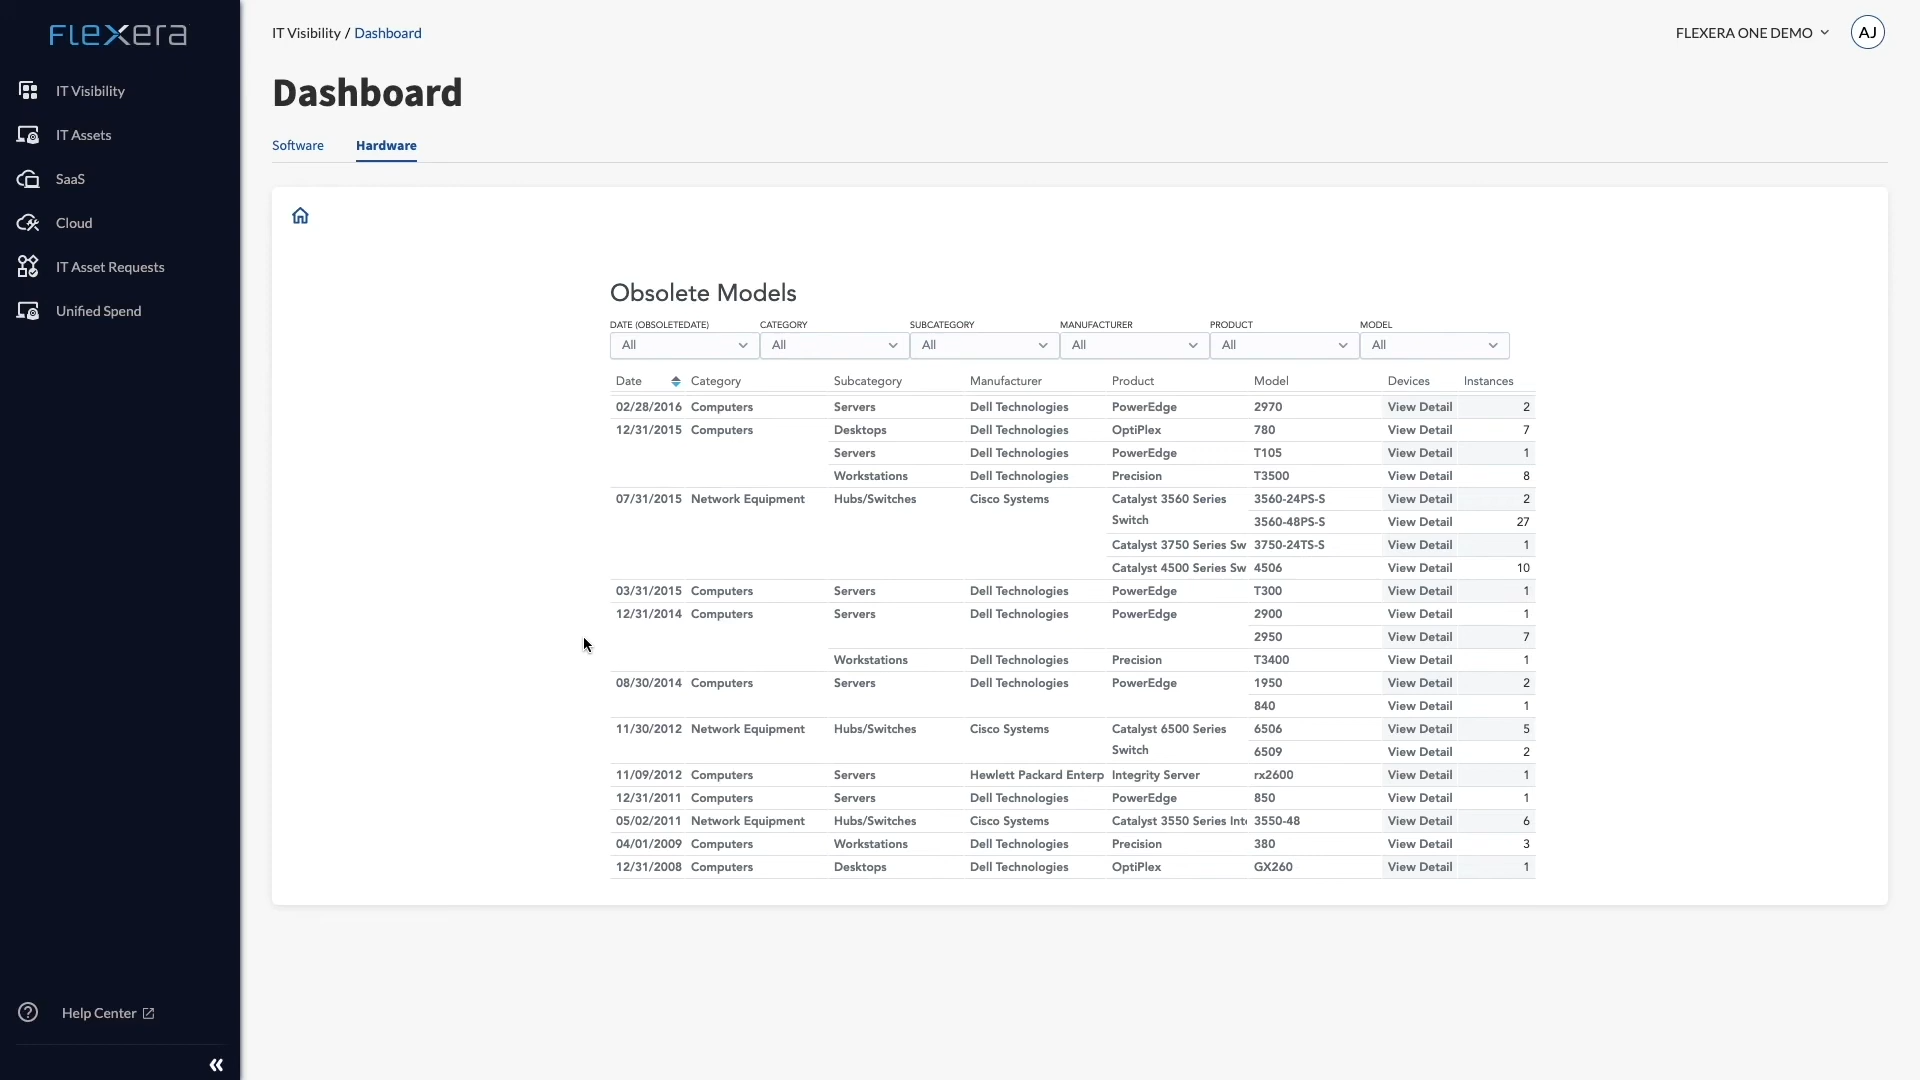 flexera
IT Visibility
IT Assets
SaaS
Cloud
IT Asset Requests
Unified Spend
Help Center
IT Visibility / Dashboard
FLEXERA ONE DEMO
AJ
Dashboard
Software Hardware
Obsolete Models
DATE (OBSOLETEDATE) CATEGORY SUBCATEGORY MANUFACTURER PRODUCT MODEL
All All All All All All
Date Category Subcategory Manufacturer Product Model Devices Instances
02/28/2016 Computers Servers Dell Technologies PowerEdge 2970 View Detail 2
12/31/2015 Computers Desktops Dell Technologies OptiPlex 780 View Detail 7
Servers Dell Technologies PowerEdge T105 View Detail 1
Workstations Dell Technologies Precision T3500 View Detail 8
07/31/2015 Network Equipment Hubs/Switches Cisco Systems Catalyst 3560 Series 3560-24PS-S View Detail 2
Switch 3560-48PS-S View Detail 27
Catalyst 3750 Series Sw 3750-24TS-S View Detail 1
Catalyst 4500 Series Sw 4506 View Detail 10
03/31/2015 Computers Servers Dell Technologies PowerEdge T300 View Detail 1
12/31/2014 Computers Servers Dell Technologies PowerEdge 2900 View Detail 1
2950 View Detail 7
Workstations Dell Technologies Precision T3400 View Detail 1
08/30/2014 Computers Servers Dell Technologies PowerEdge 1950 View Detail 2
840 View Detail 1
11/30/2012 Network Equipment Hubs/Switches Cisco Systems Catalyst 6500 Series 6506 View Detail 5
Switch 6509 View Detail 2
11/09/2012 Computers Servers Hewlett Packard Enterp Integrity Server rx2600 View Detail 1
12/31/2011 Computers Servers Dell Technologies PowerEdge 850 View Detail 1
05/02/2011 Network Equipment Hubs/Switches Cisco Systems Catalyst 3550 Series Inte 3550-48 View Detail 6
04/01/2009 Computers Workstations Dell Technologies Precision 380 View Detail 3
12/31/2008 Computers Desktops Dell Technologies OptiPlex GX260 View Detail 1